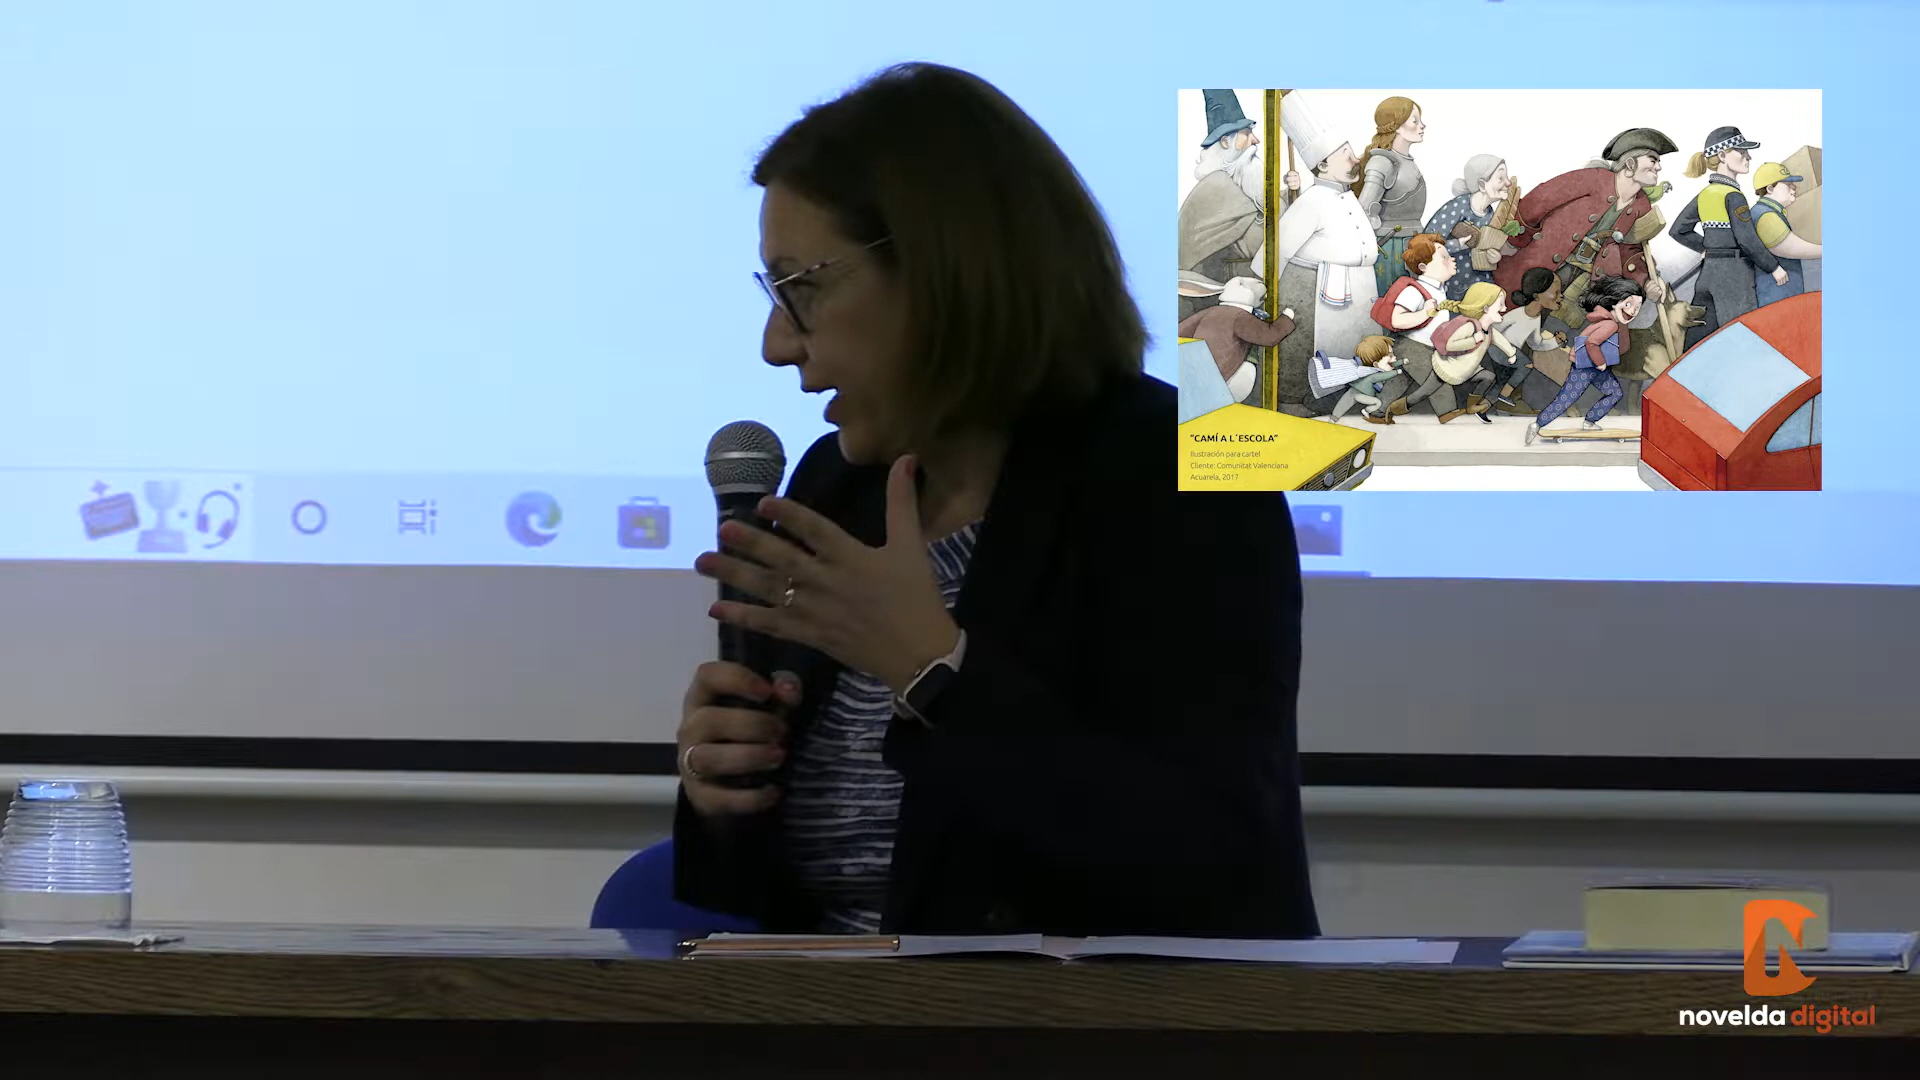 "CAMÍ A L´ESCOLA"
Ilustración para cartel
Cliente: Comunitat Valenciana
Acuarela, 2017
novelda digital